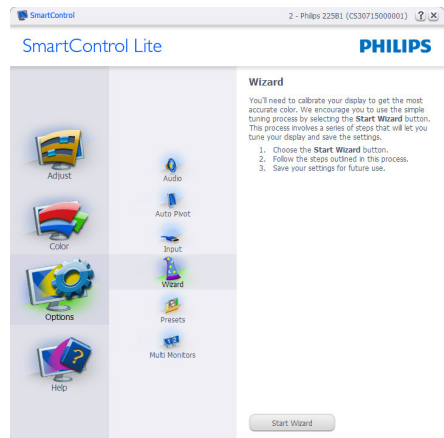 SmartControl
2 - Philips 225B1 (CS30715000001)
SmartControl Lite
PHILIPS
Adjust
Color
Options
Help
Audio
Auto Pivot
Input
Wizard
Presets
Multi Monitors
Wizard
You'll need to calibrate your display to get the most
accurate color. We encourage you to use the simple
tuning process by selecting the Start Wizard button.
This process involves a series of steps that will let you
tune your display and save the settings.
1. Choose the Start Wizard button.
2. Follow the steps outlined in this process.
3. Save your settings for future use.
Start Wizard